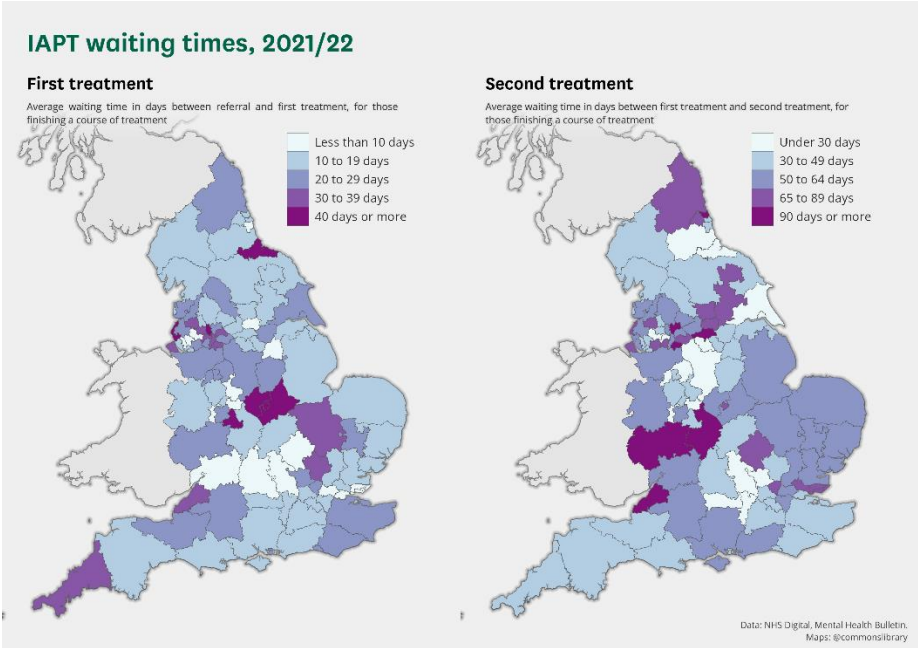 IAPT waiting times, 2021/22
First treatment
Average waiting time in days between referral and first treatment, for those
finishing a course of treatment
Less than 10 days
10 to 19 days
20 to 29 days
30 to 39 days
40 days or more
Second treatment
Average waiting time in days between first treatment and second treatment, for
those finishing a course of treatment
Under 30 days
30 to 49 days
50 to 64 days
65 to 89 days
90 days or more
Data: NHS Digital, Mental Health Bulletin.
Maps: @commonslibrary